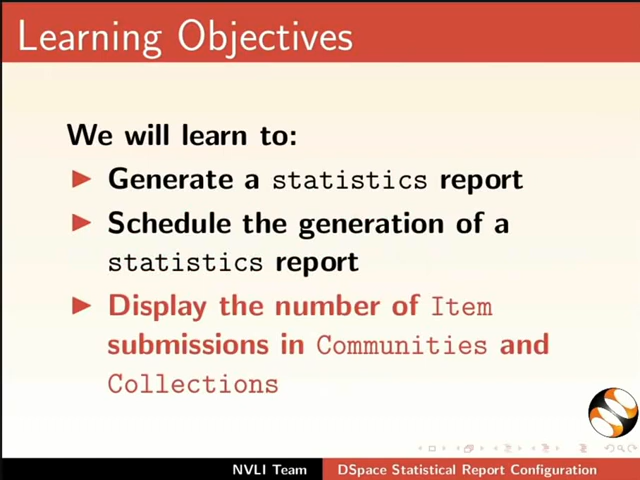 Learning Objectives
We will learn to:
Generate a statistics report
Schedule the generation of a
statistics report
Display the number of Item
submissions in Communities and
Collections
NVLI Team DSpace Statistical Report Configuration